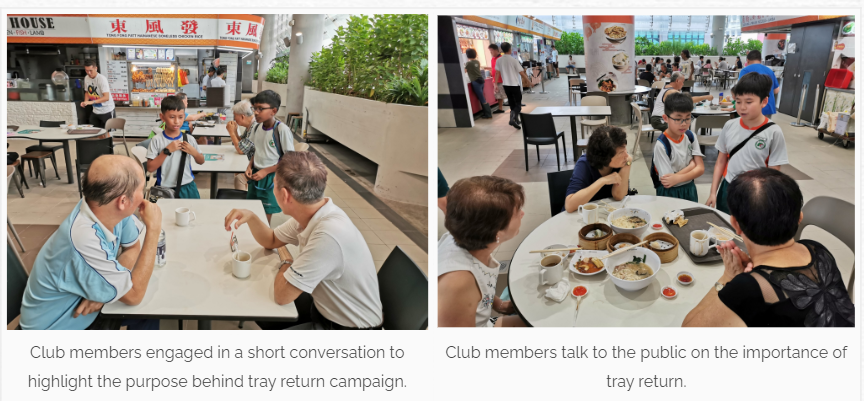 HOUSE
東風發
東風
Club members engaged in a short conversation to
highlight the purpose behind tray return campaign.
Club members talk to the public on the importance of
tray return.